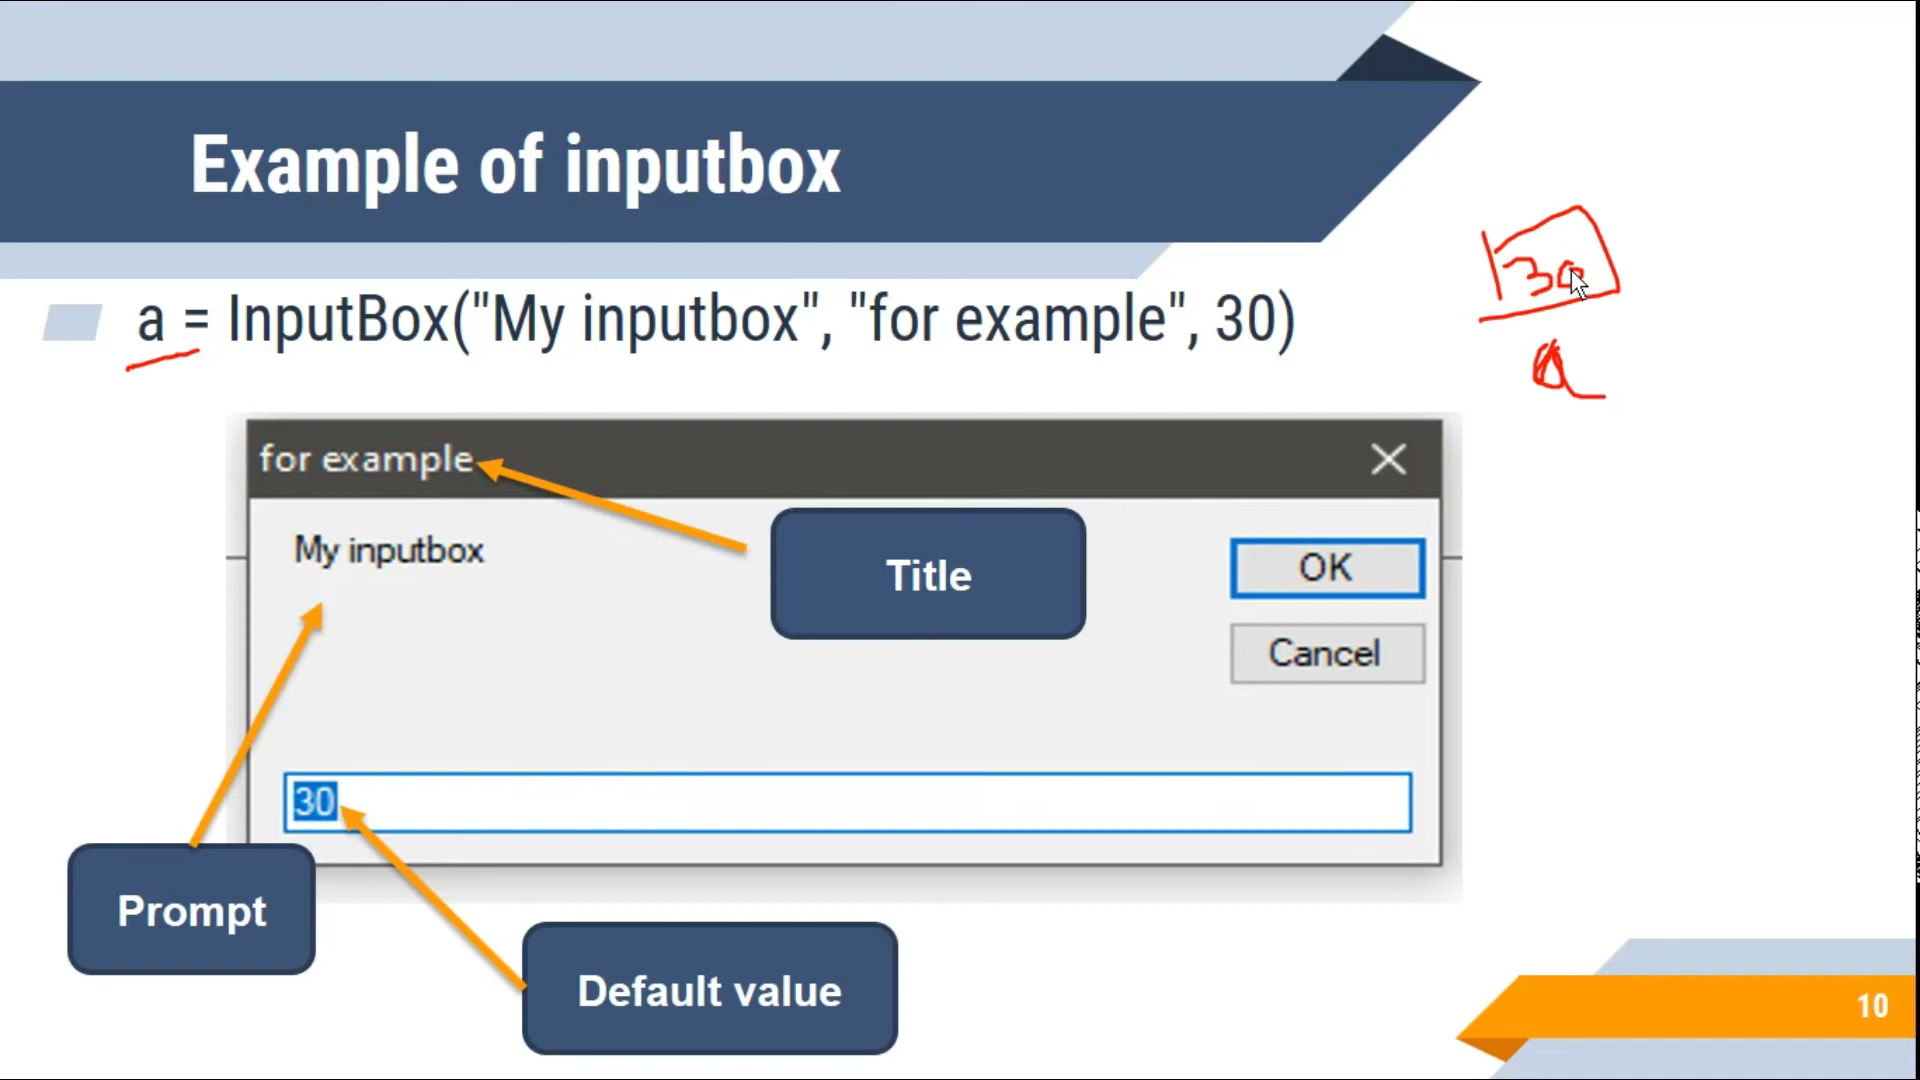 Example of inputbox
30
a = InputBox("My inputbox", "for example", 30)
a
for example
My inputbox
Title
OK
Cancel
30
Prompt
Default value
10